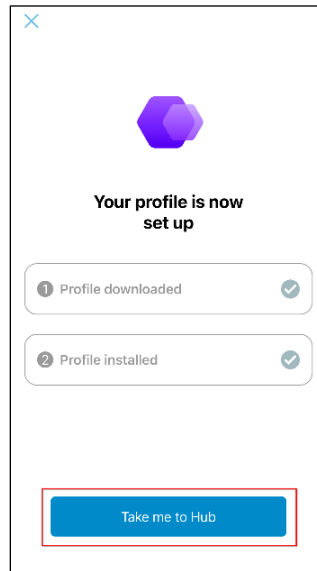 Your profile is now
set up
1 Profile downloaded
2 Profile installed
Take me to Hub